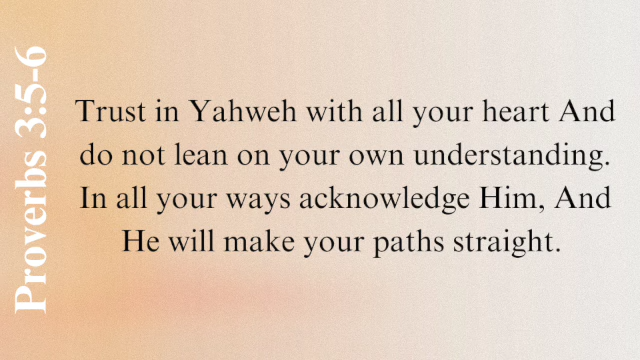 Proverbs 3:5-6
Trust in Yahweh with all your heart And
do not lean on your own understanding.
In all your ways acknowledge Him, And
He will make your paths straight.